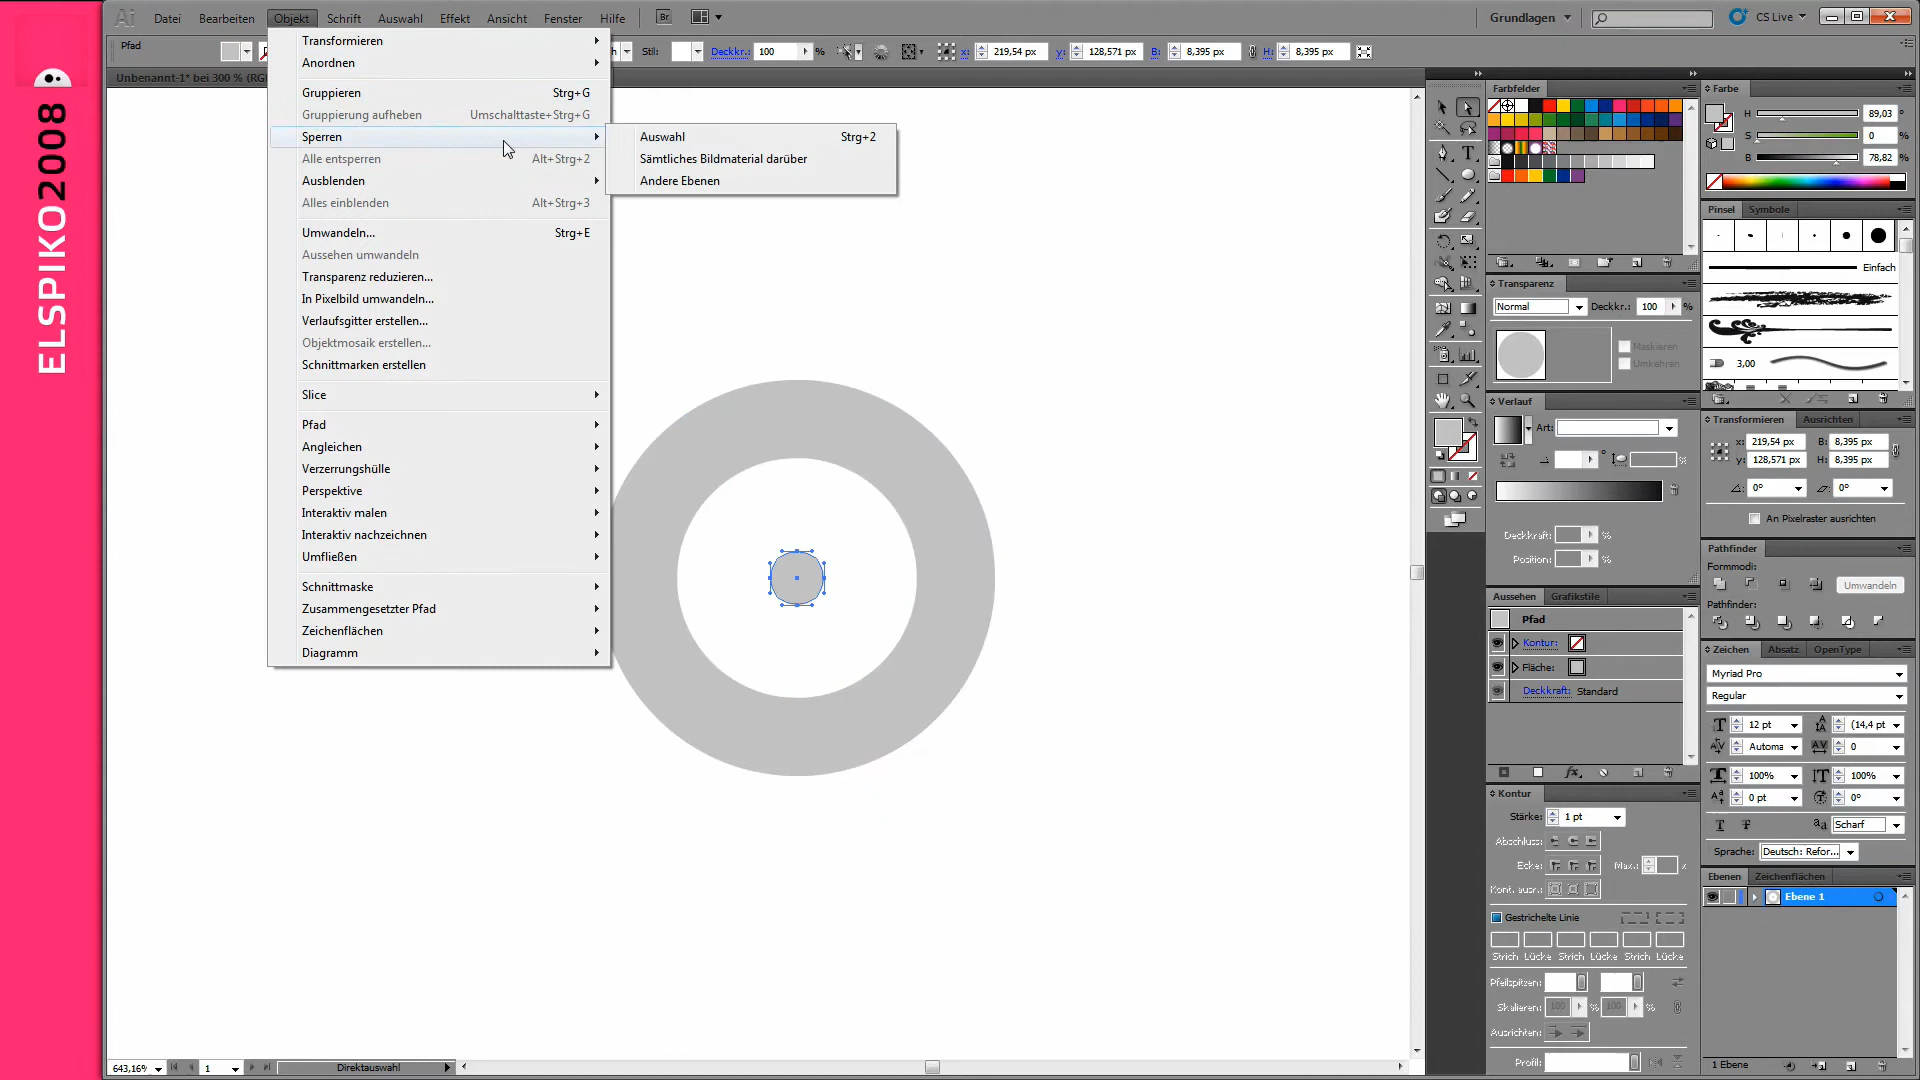 ELSPIKO2008
Ai Datei Bearbeiten Objekt Schrift Auswahl Effekt Ansicht Fenster Hilfe Br
Grundlagen
CS Live
Pfad
Stil:
Deckkr.: 100 %
x: 219,54 px y: 128,571 px B: 8,395 px H: 8,395 px
Unbenannt-1* bei 300 % (RG
Transformieren
Anordnen
Gruppieren Strg+G
Gruppierung aufheben Umschalttaste+Strg+G
Sperren
Alle entsperren Alt+Strg+2
Ausblenden
Alles einblenden Alt+Strg+3
Umwandeln... Strg+E
Aussehen umwandeln
Transparenz reduzieren...
In Pixelbild umwandeln...
Verlaufsgitter erstellen...
Objektmosaik erstellen...
Schnittmarken erstellen
Slice
Pfad
Angleichen
Verzerrungshülle
Perspektive
Interaktiv malen
Interaktiv nachzeichnen
Umfließen
Schnittmaske
Zusammengesetzter Pfad
Zeichenflächen
Diagramm
Auswahl Strg+2
Sämtliches Bildmaterial darüber
Andere Ebenen
643,16%
1
Direktauswahl
Farbfelder
Transparenz
Normal Deckkr.: 100 %
Maskieren
Umkehren
Verlauf
Art:
°
%
Deckkraft: %
Position: %
Aussehen Grafikstile
Pfad
Kontur:
Fläche:
Deckkraft: Standard
fx
Kontur
Stärke: 1 pt
Abschluss:
Ecke: Max.: x
Kont. ausr.:
Gestrichelte Linie
Strich Lücke Strich Lücke Strich Lücke
Pfeilspitzen:
Skalieren: 100 % 100 %
Ausrichten:
Profil:
Farbe
H 89,03 °
S 0 %
B 78,82 %
Pinsel Symbole
Einfach
3,00
Transformieren Ausrichten
x: 219,54 px B: 8,395 px
y: 128,571 px H: 8,395 px
0° 0°
An Pixelraster ausrichten
Pathfinder
Formmodi:
Umwandeln
Pathfinder:
Zeichen Absatz OpenType
Myriad Pro
Regular
12 pt (14,4 pt
Automa 0
100% 100%
0 pt 0°
Scharf
Sprache: Deutsch: Refor...
Ebenen Zeichenflächen
Ebene 1
1 Ebene